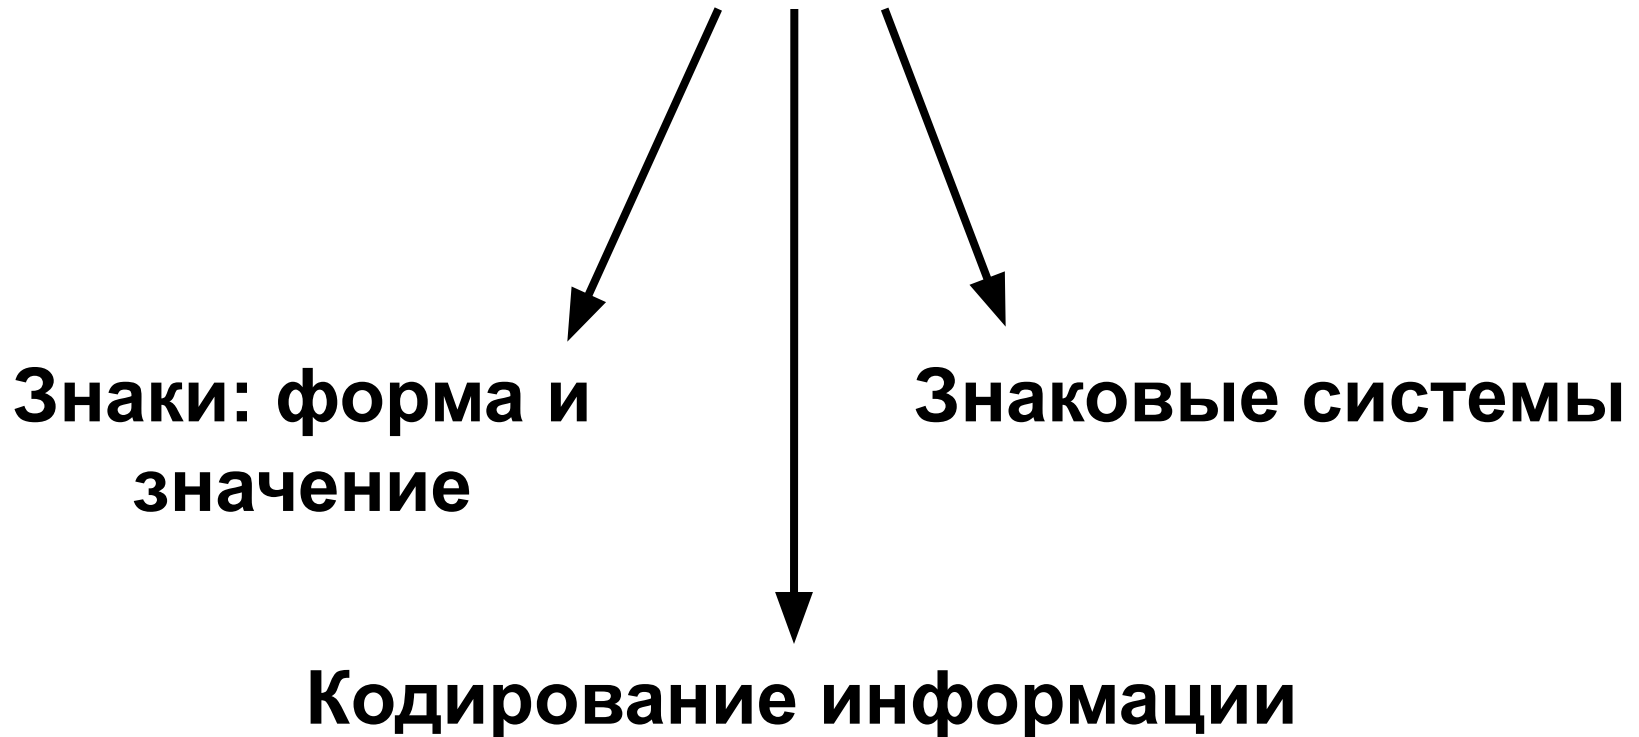 Знаки: форма и
значение
Знаковые системы
Кодирование информации